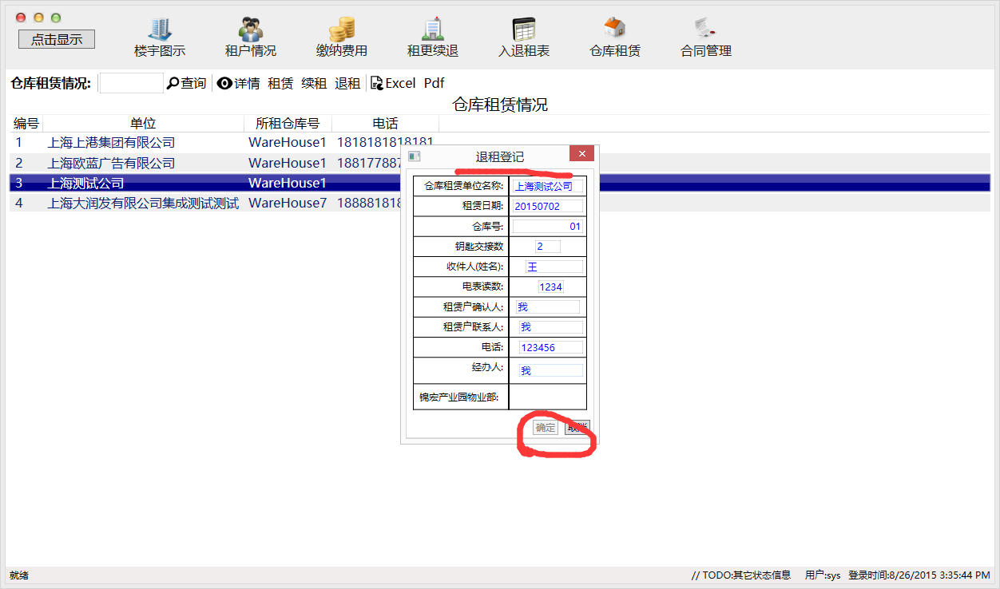 点击显示
楼宇图示 租户情况 缴纳费用 租更续退 入退租表 仓库租赁 合同管理
仓库租赁情况: 查询 详情 租赁 续租 退租 Excel Pdf
仓库租赁情况
编号 单位 所租仓库号 电话
1 上海上港集团有限公司 WareHouse1 1818181818181
2 上海欧蓝广告有限公司 WareHouse1 188177887
3 上海测试公司 WareHouse1
4 上海大润发有限公司集成测试测试 WareHouse7 188881818
退租登记
仓库租赁单位名称: 上海测试公司
租赁日期: 20150702
仓库号: 01
钥匙交接数 2
收件人(姓名): 王
电表读数: 1234
租赁户确认人: 我
租赁户联系人: 我
电话: 123456
经办人: 我
锦宏产业园物业部:
确定 取消
就绪 // TODO:其它状态信息 用户:sys 登录时间:8/26/2015 3:35:44 PM